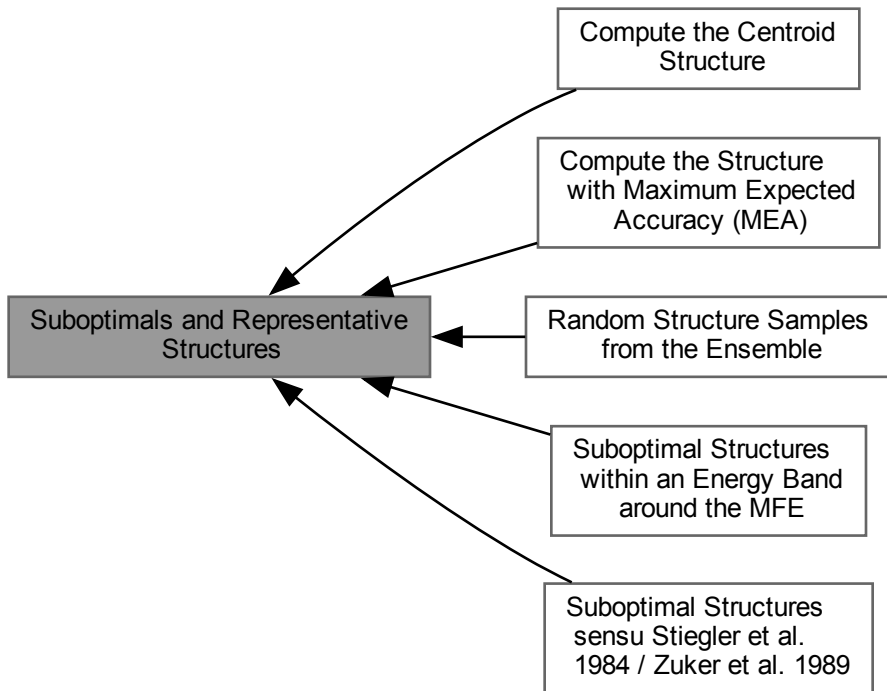 Compute the Centroid
Structure
Compute the Structure
with Maximum Expected
Accuracy (MEA)
Suboptimals and Representative
Structures
Random Structure Samples
from the Ensemble
Suboptimal Structures
within an Energy Band
around the MFE
Suboptimal Structures
sensu Stiegler et al.
1984 / Zuker et al. 1989